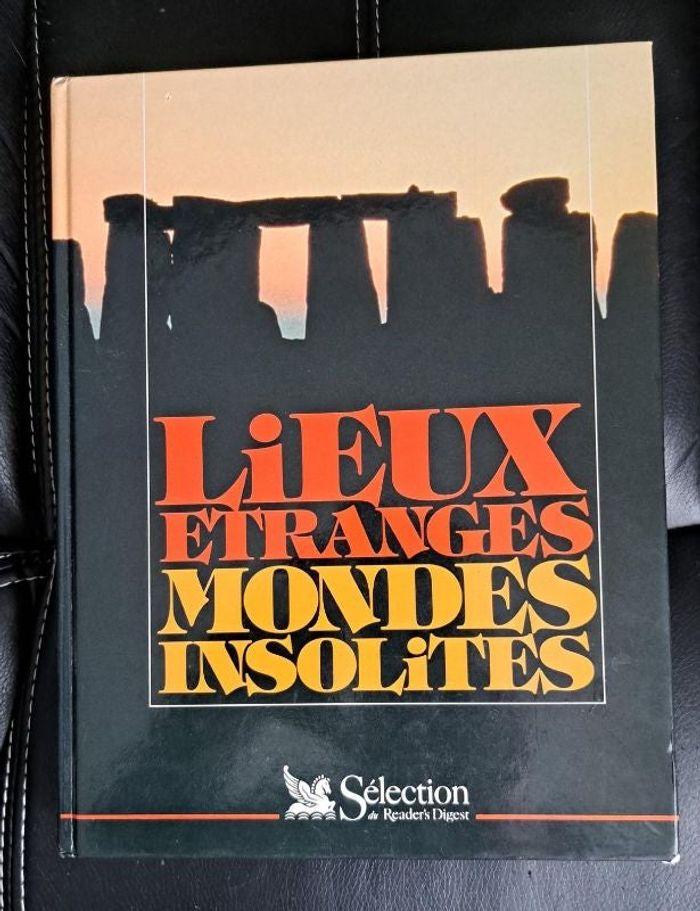 LiEUX
ETRANGES
MONDES
INSOLiTES
Sélection
du Reader's Digest